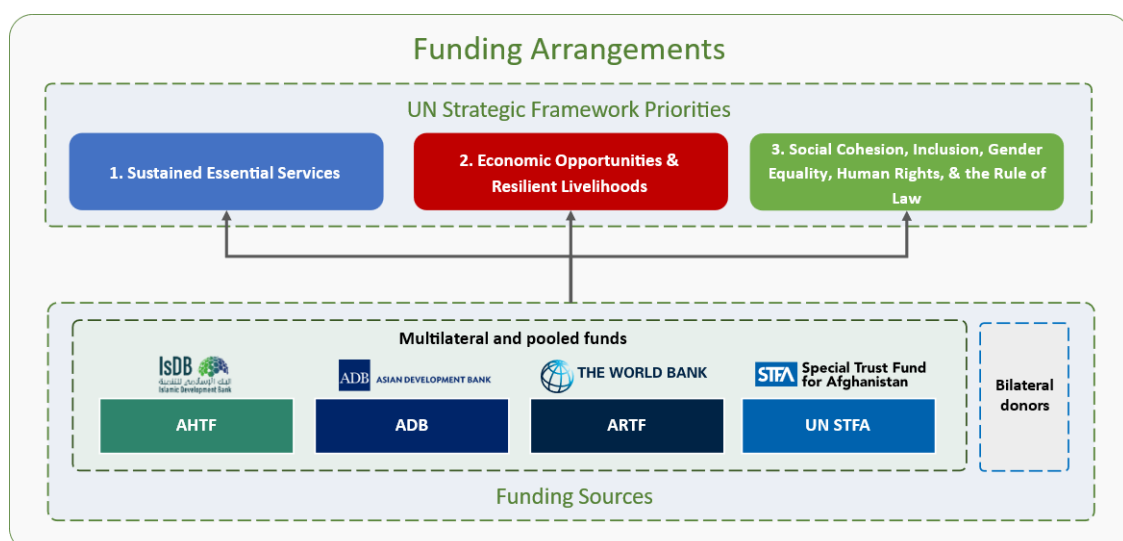 Funding Arrangements
UN Strategic Framework Priorities
1. Sustained Essential Services
2. Economic Opportunities &
Resilient Livelihoods
3. Social Cohesion, Inclusion, Gender
Equality, Human Rights, & the Rule of
Law
Multilateral and pooled funds
IsDB
البنك الإسلامي للتنمية
Islamic Development Bank
ADB ASIAN DEVELOPMENT BANK
THE WORLD BANK
STFA Special Trust Fund
for Afghanistan
AHTF
ADB
ARTF
UN STFA
Bilateral
donors
Funding Sources